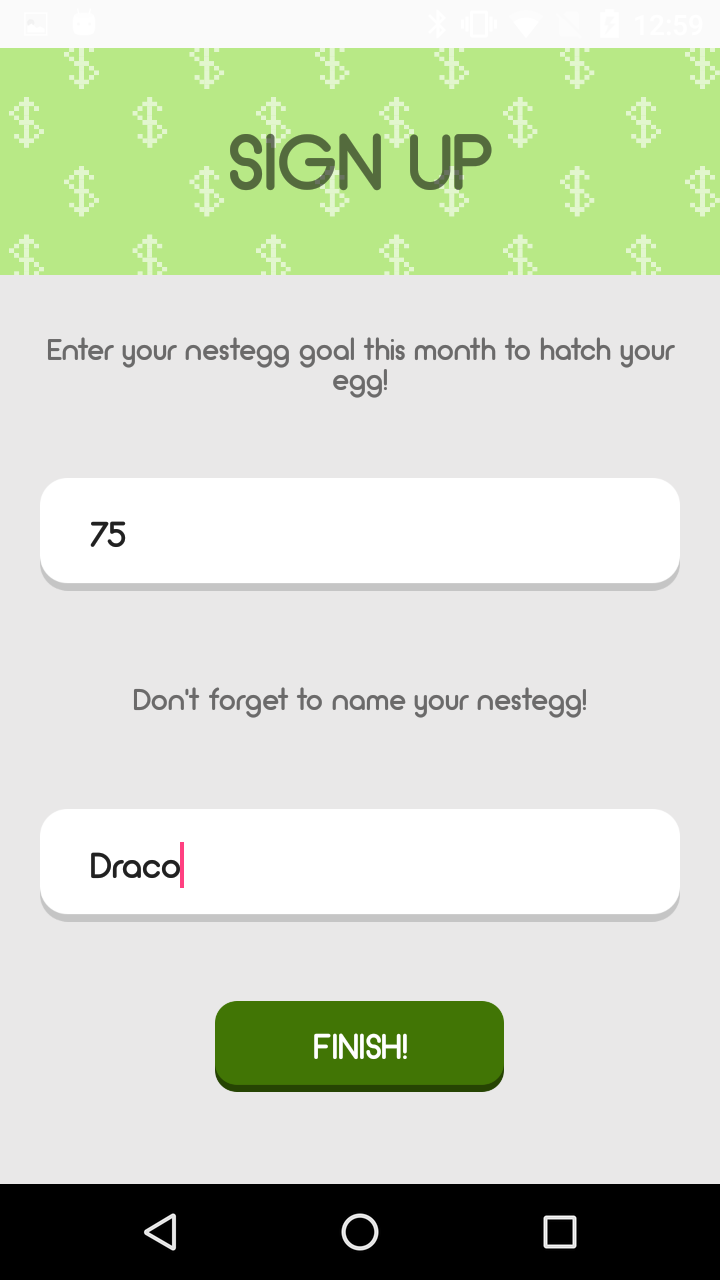 12:59
SIGN UP
Enter your nestegg goal this month to hatch your
egg!
75
Don't forget to name your nestegg!
Draco
FINISH!